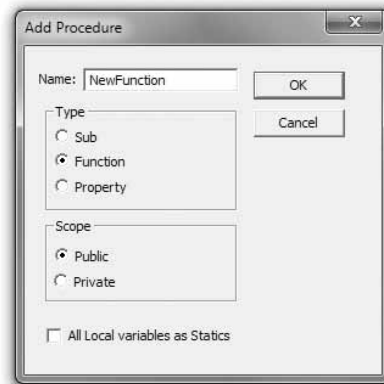 Add Procedure
Name: NewFunction
OK
Cancel
Type
Sub
Function
Property
Scope
Public
Private
All Local variables as Statics